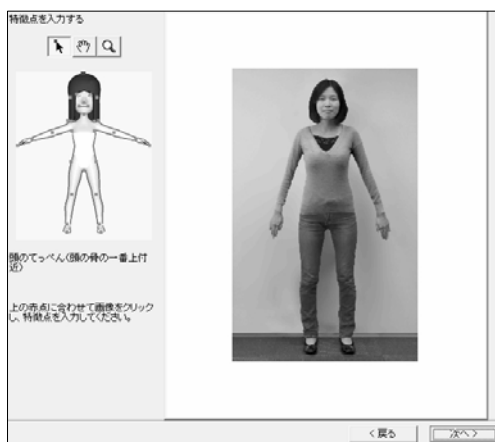 特徴点を入力する
頭のてっぺん(頭の骨の一番上付
近)
上の赤点に合わせて画像をクリック
し、特徴点を入力してください。
< 戻る
次へ >